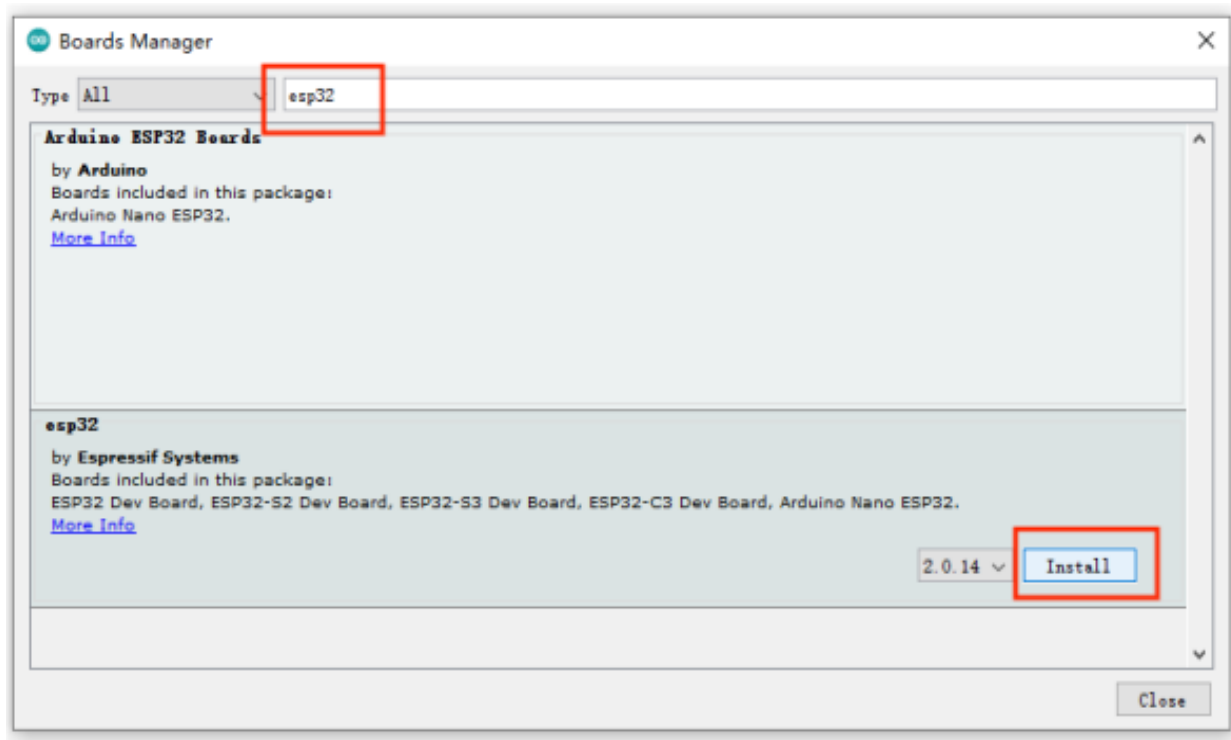 Boards Manager
Type All esp32
Arduino ESP32 Boards
by Arduino
Boards included in this package:
Arduino Nano ESP32.
More Info
esp32
by Espressif Systems
Boards included in this package:
ESP32 Dev Board, ESP32-S2 Dev Board, ESP32-S3 Dev Board, ESP32-C3 Dev Board, Arduino Nano ESP32.
More Info
2.0.14 Install
Close